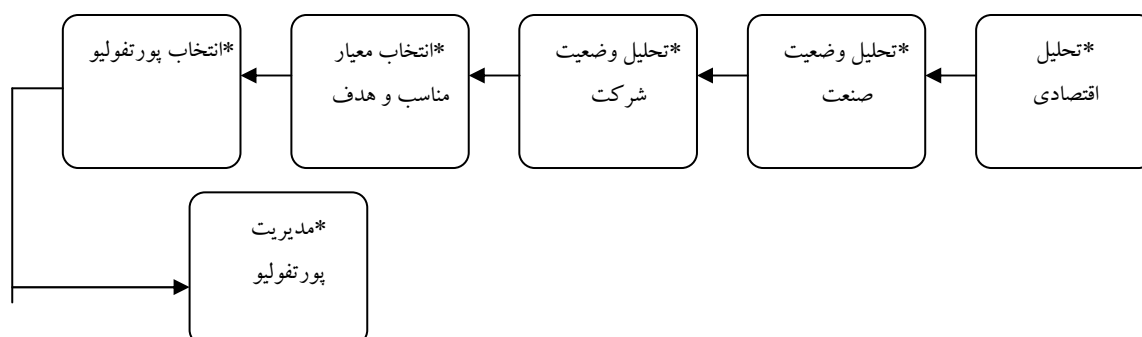 *تحلیل
اقتصادی
*تحلیل وضعیت
صنعت
*تحلیل وضعیت
شرکت
*انتخاب معیار
مناسب و هدف
*انتخاب پورتفولیو
*مدیریت
پورتفولیو